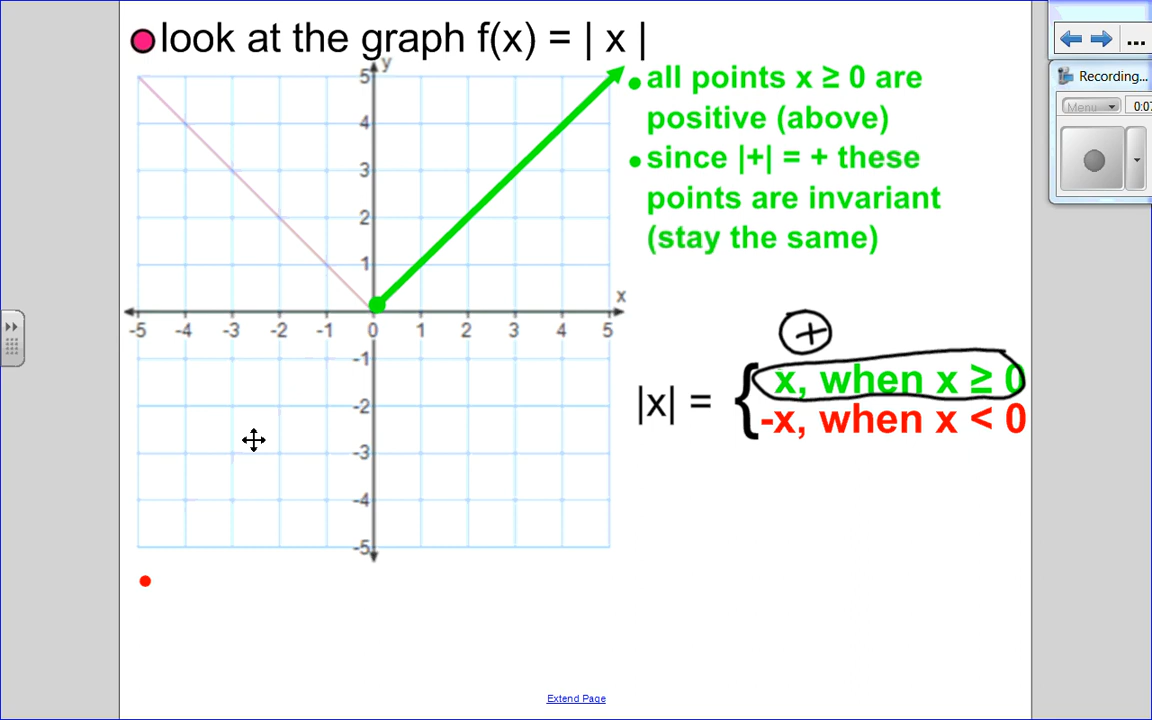 look at the graph f(x) = | x |
y
5
4
3
2
1
x
-5 -4 -3 -2 -1 0 1 2 3 4 5
-1
-2
-3
-4
-5
• all points x ≥ 0 are
positive (above)
• since |+| = + these
points are invariant
(stay the same)
+
|x| = { x, when x ≥ 0
-x, when x < 0
...
Recording...
Menu
0:07
Extend Page